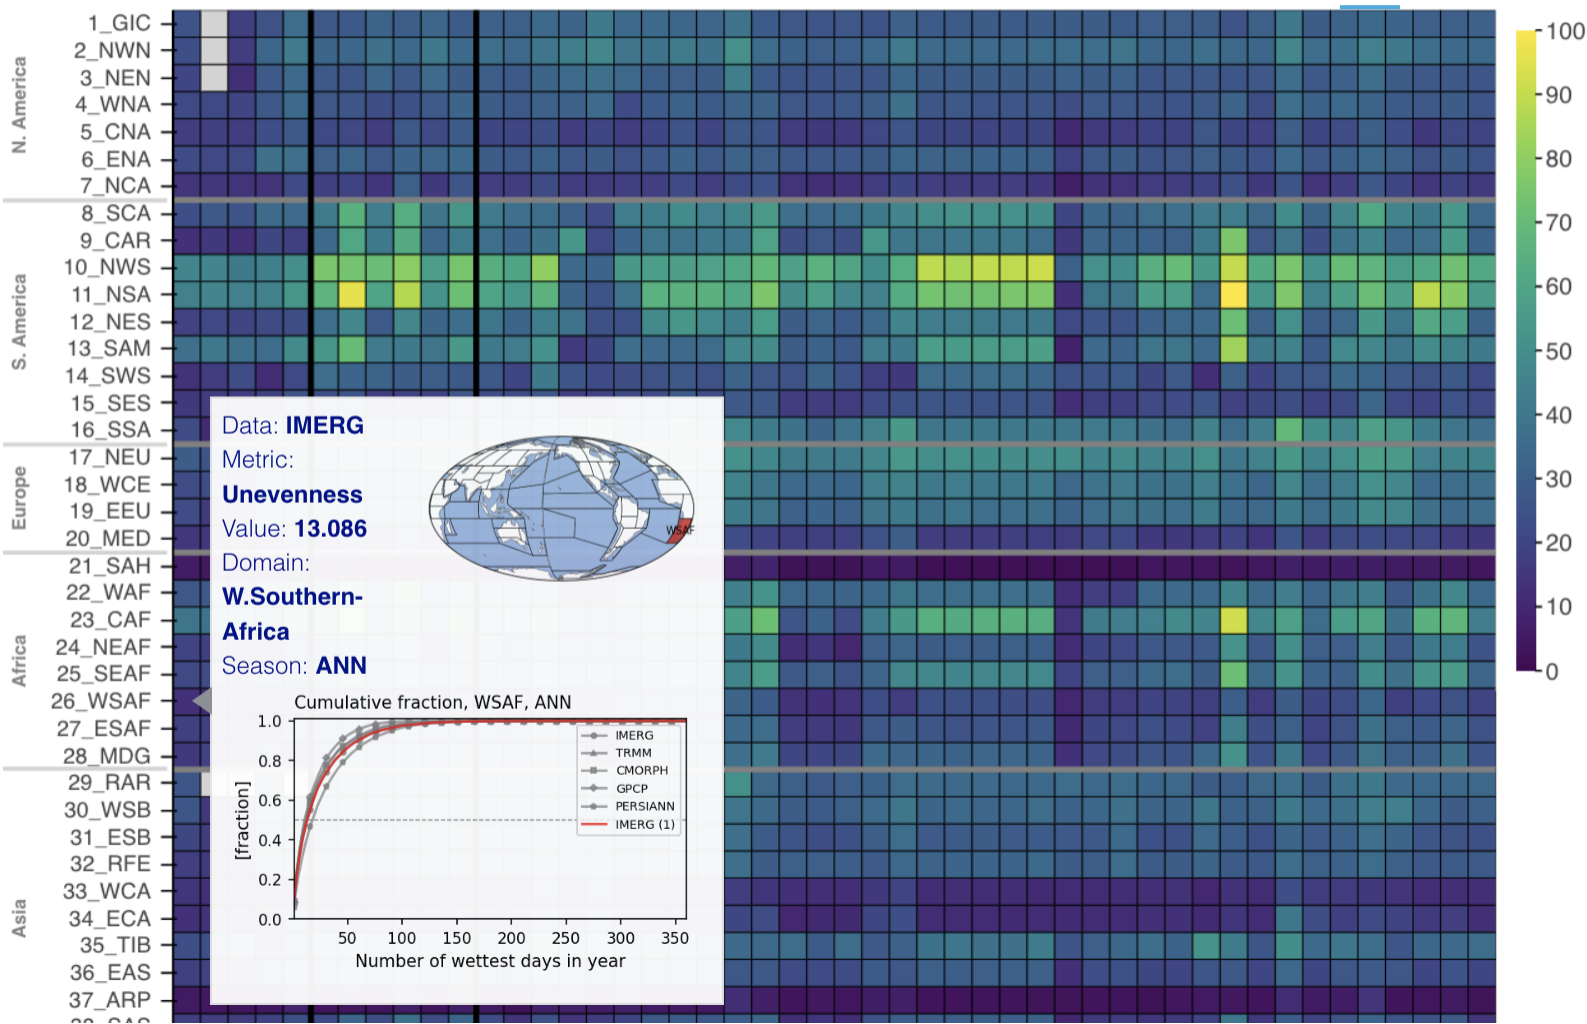 N. America
1_GIC
2_NWN
3_NEN
4_WNA
5_CNA
6_ENA
7_NCA
S. America
8_SCA
9_CAR
10_NWS
11_NSA
12_NES
13_SAM
14_SWS
15_SES
16_SSA
Europe
17_NEU
18_WCE
19_EEU
20_MED
Africa
21_SAH
22_WAF
23_CAF
24_NEAF
25_SEAF
26_WSAF
27_ESAF
28_MDG
Asia
29_RAR
30_WSB
31_ESB
32_RFE
33_WCA
34_ECA
35_TIB
36_EAS
37_ARP
Data: IMERG
Metric:
Unevenness
Value: 13.086
Domain:
W.Southern-
Africa
Season: ANN
WSAF
Cumulative fraction, WSAF, ANN
[fraction]
1.0
0.8
0.6
0.4
0.2
0.0
IMERG
TRMM
CMORPH
GPCP
PERSIANN
IMERG (1)
50 100 150 200 250 300 350
Number of wettest days in year
100
90
80
70
60
50
40
30
20
10
0